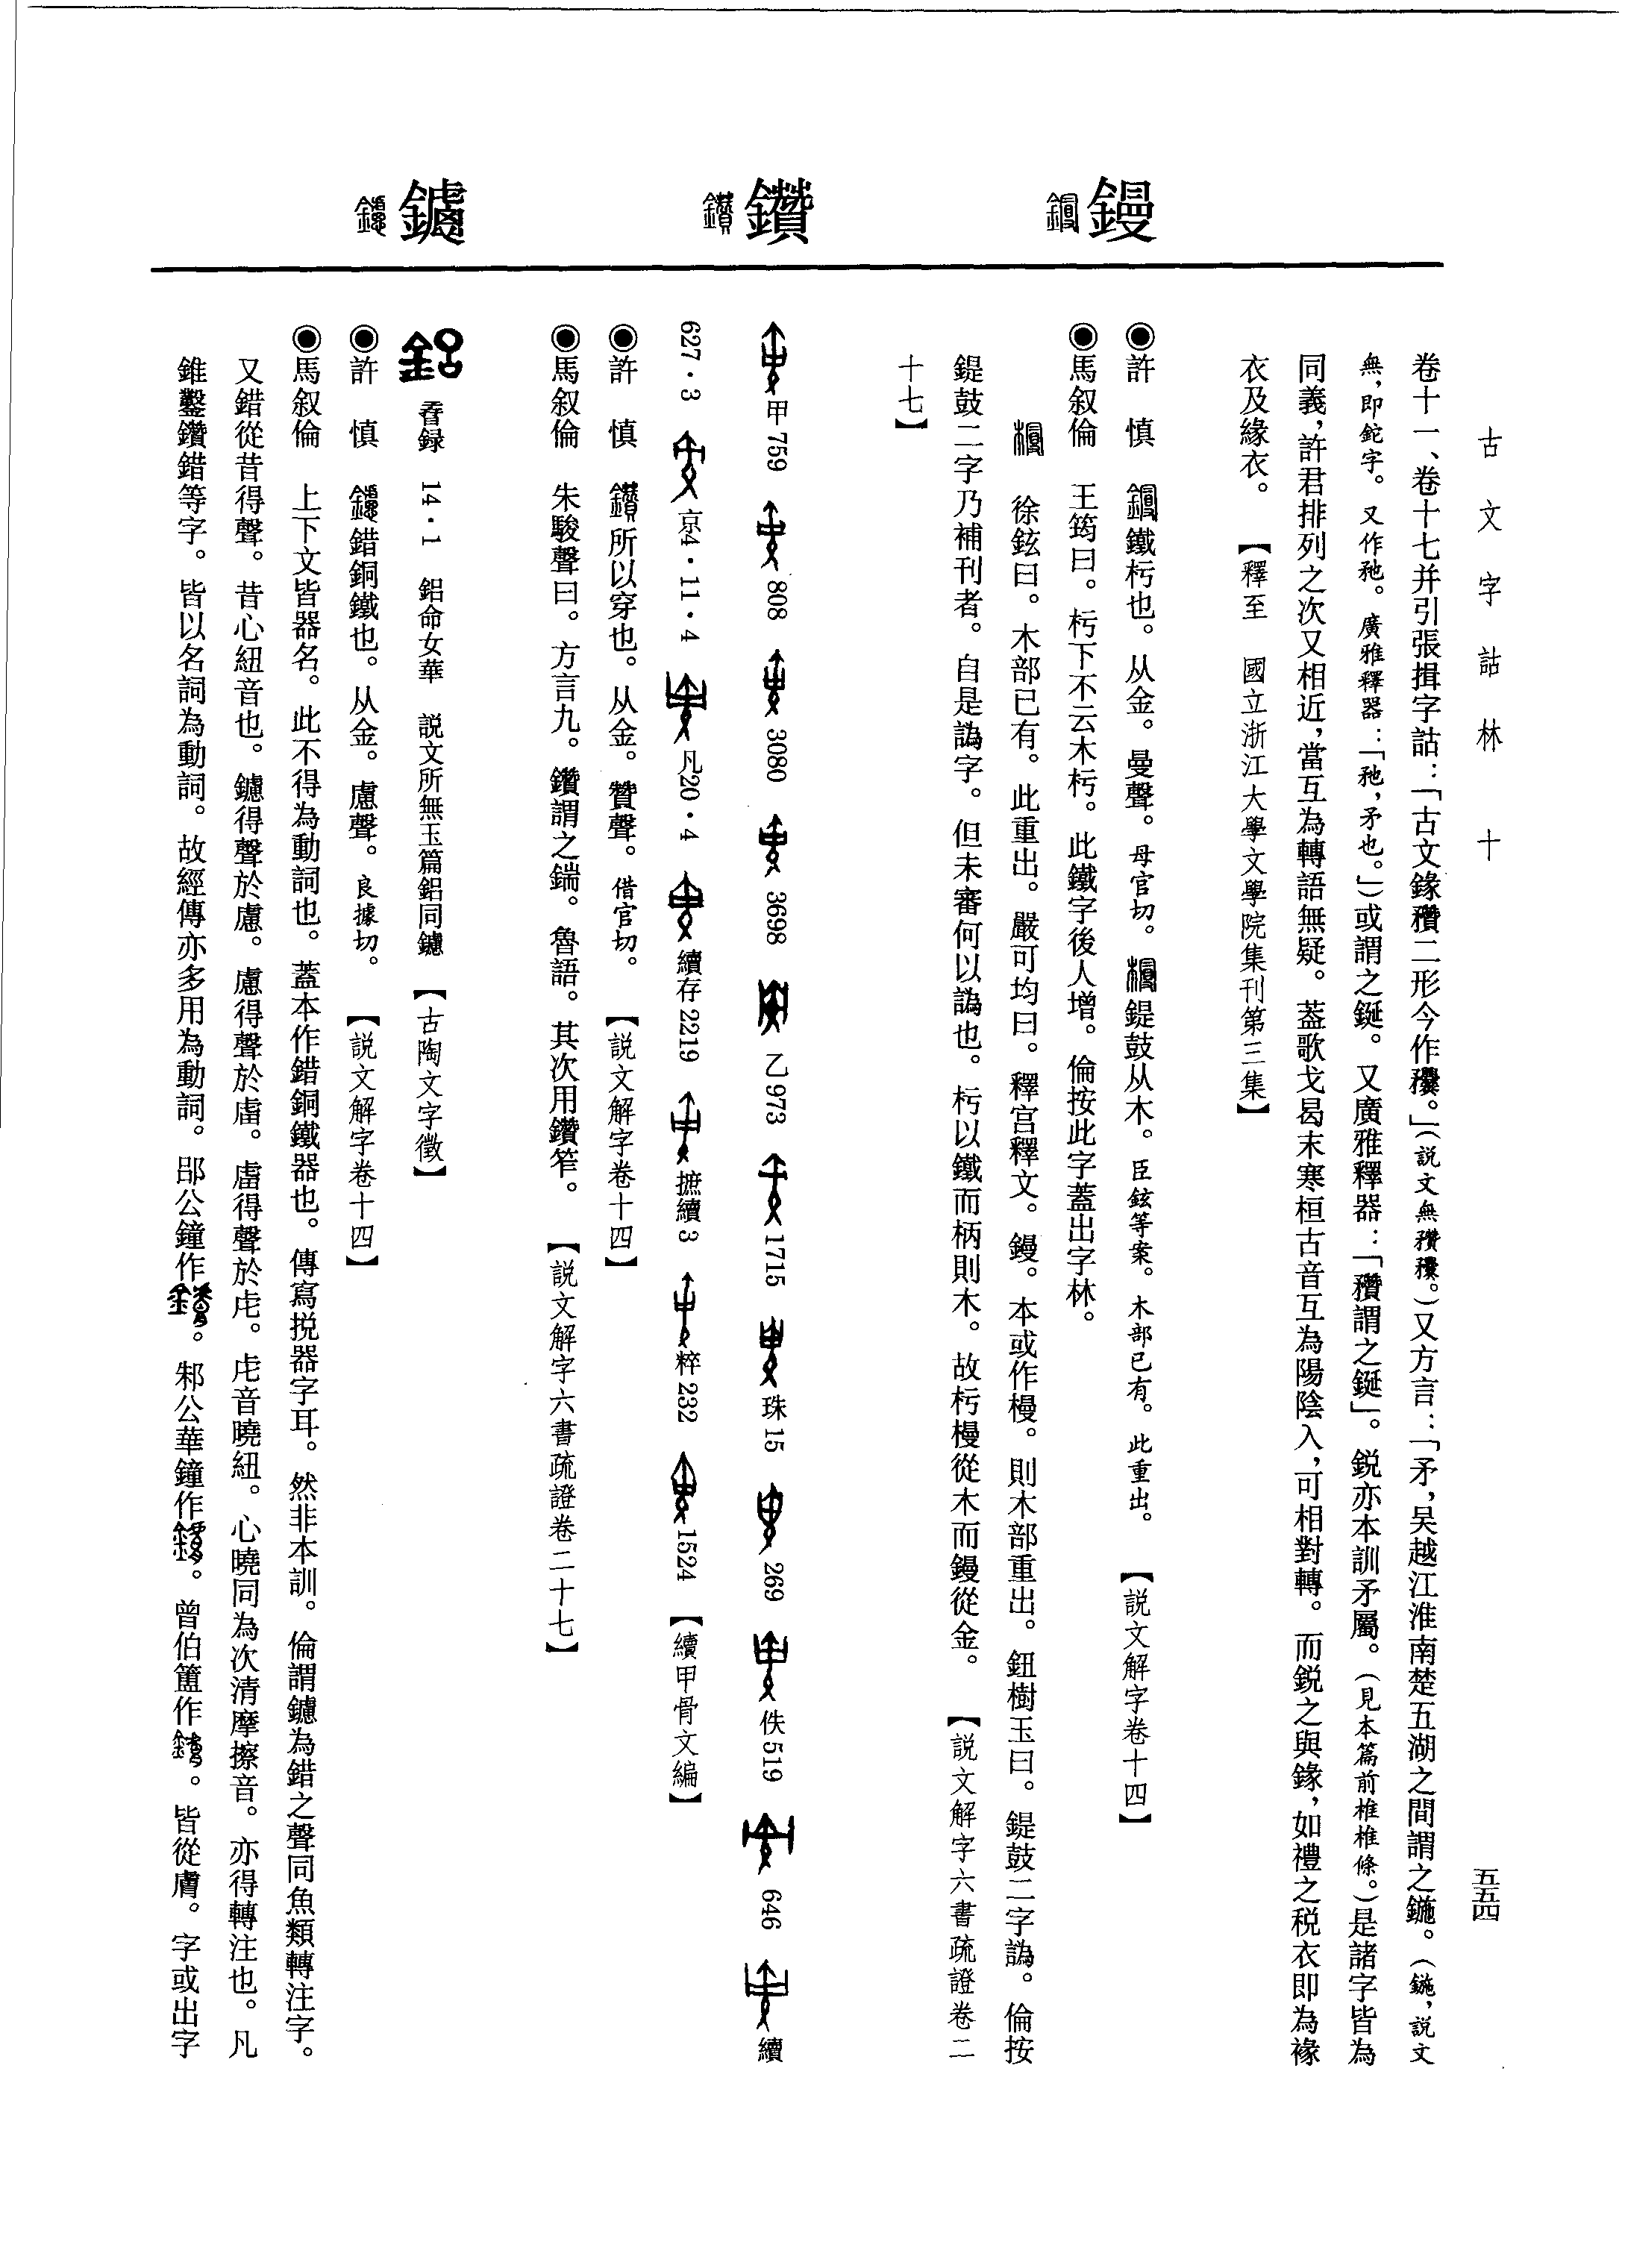 古文字詁林 十
五五四
卷十一、卷十七并引張揖字詁：「古文錄穳二形今作䂎。」（説文無穳䂎。）又方言：「矛，吴越江淮南楚五湖之間謂之鍦。（鍦，説文
無，即鉈字。又作䂠。廣雅釋器：「䂠，矛也。」）或謂之鋋。又廣雅釋器：「穳謂之鋋」。鋭亦本訓矛屬。（見本篇前椎椎條。）是諸字皆為
同義，許君排列之次又相近，當互為轉語無疑。葢歌戈曷末寒桓古音互為陽陰入，可相對轉。而鋭之與錄，如禮之税衣即為褖
衣及緣衣。 【釋至 國立浙江大學文學院集刊第三集】
鏝
◉許 慎 鏝鐵杇也。从金。曼聲。母官切。槾鍉鼓从木。臣鉉等案。木部已有。此重出。 【説文解字卷十四】
◉馬叙倫 王筠曰。杇下不云木杇。此鐵字後人增。倫按此字蓋出字林。
槾 徐鉉曰。木部已有。此重出。嚴可均曰。釋宫釋文。鏝。本或作槾。則木部重出。鈕樹玉曰。鍉鼓二字譌。倫按
鍉鼓二字乃補刊者。自是譌字。但未審何以譌也。杇以鐵而柄則木。故杇槾從木而鏝從金。 【説文解字六書疏證卷二
十七】
鑽
甲759 808 3080 3698 乙973 1715 珠15 269 佚519 646 續
627·3 京4·11·4 凡20·4 續存2219 摭續3 粹232 1524 【續甲骨文編】
◉許 慎 鑽所以穿也。从金。贊聲。借官切。 【説文解字卷十四】
◉馬叙倫 朱駿聲曰。方言九。鑽謂之鍴。魯語。其次用鑽笮。 【説文解字六書疏證卷二十七】
鑢
鋁 香録 14·1 鋁命女華 説文所無玉篇鋁同鑢 【古陶文字徵】
◉許 慎 鑢錯銅鐵也。从金。慮聲。良據切。 【説文解字卷十四】
◉馬叙倫 上下文皆器名。此不得為動詞也。蓋本作錯銅鐵器也。傳寫挩器字耳。然非本訓。倫謂鑢為錯之聲同魚類轉注字。
又錯從昔得聲。昔心紐音也。鑢得聲於慮。慮得聲於䖒。䖒得聲於虍。虍音曉紐。心曉同為次清摩擦音。亦得轉注也。凡
錐鑿鑽錯等字。皆以名詞為動詞。故經傳亦多用為動詞。郘公鐘作。邾公華鐘作。曾伯簠作。皆從膚。字或出字